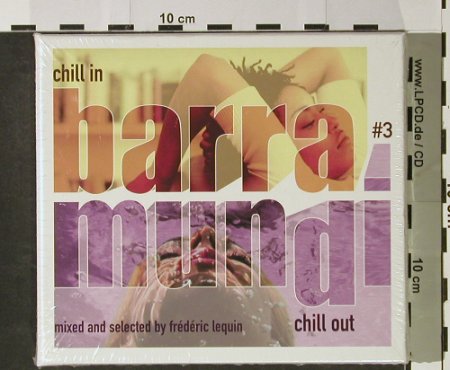 10 cm
chill in
barra
#3
mundi
mixed and selected by frédéric lequin
chill out
www.LPCD.de / CD
10 cm